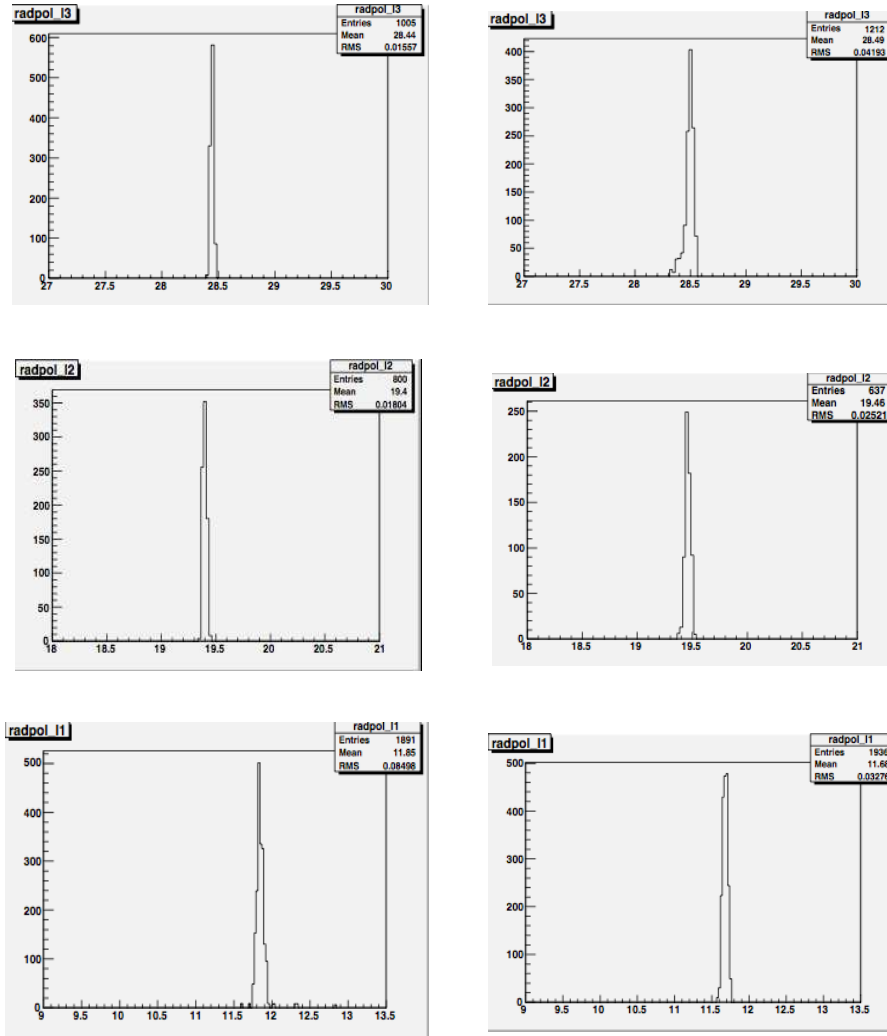 radpol_l3
radpol_l3
Entries 1005
Mean 28.44
RMS 0.01557
600
500
400
300
200
100
0
27 27.5 28 28.5 29 29.5 30
radpol_l3
radpol_l3
Entries 1212
Mean 28.49
RMS 0.04193
400
350
300
250
200
150
100
50
0
27 27.5 28 28.5 29 29.5 30
radpol_l2
radpol_l2
Entries 800
Mean 19.4
RMS 0.01804
350
300
250
200
150
100
50
0
18 18.5 19 19.5 20 20.5 21
radpol_l2
radpol_l2
Entries 637
Mean 19.46
RMS 0.02521
250
200
150
100
50
0
18 18.5 19 19.5 20 20.5 21
radpol_l1
radpol_l1
Entries 1891
Mean 11.85
RMS 0.08498
500
400
300
200
100
0
9 9.5 10 10.5 11 11.5 12 12.5 13 13.5
radpol_l1
radpol_l1
Entries 1936
Mean 11.68
RMS 0.03276
500
400
300
200
100
0
9 9.5 10 10.5 11 11.5 12 12.5 13 13.5